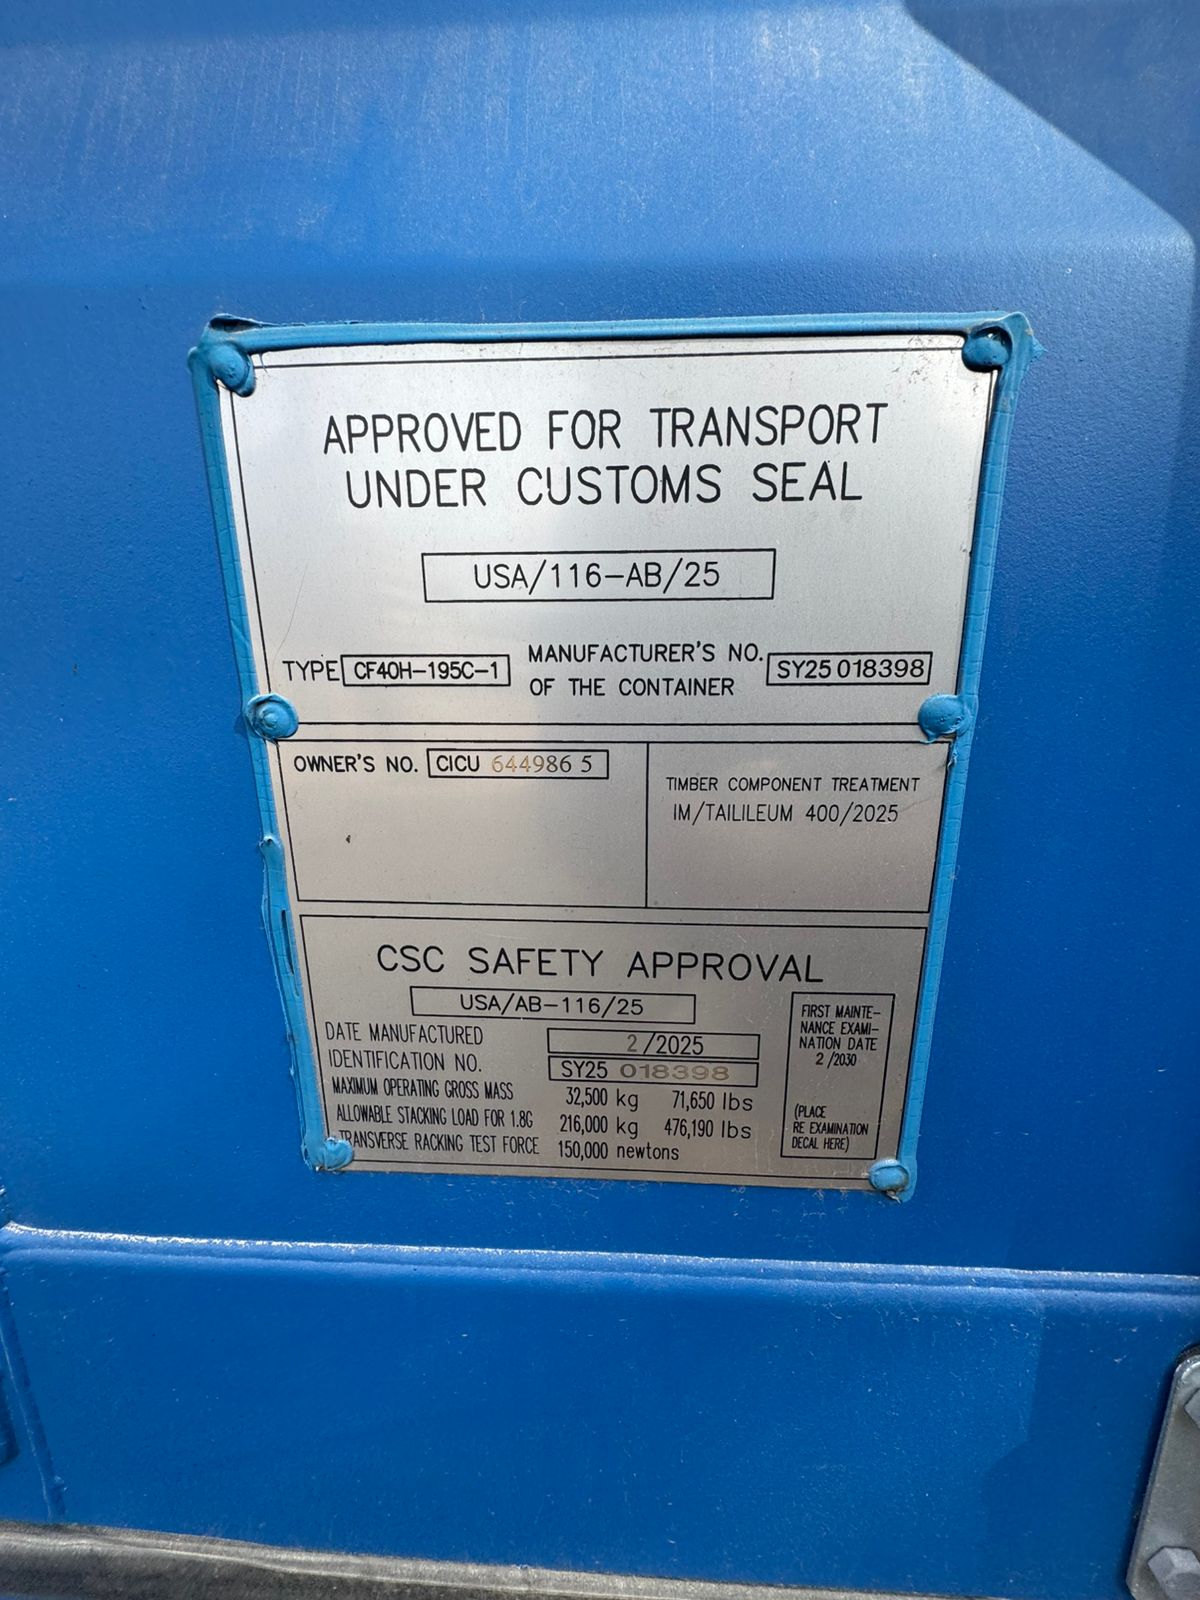 APPROVED FOR TRANSPORT
UNDER CUSTOMS SEAL
USA/116-AB/25
TYPE CF40H-195C-1 MANUFACTURER'S NO. OF THE CONTAINER SY25 018398
OWNER'S NO. CICU 644986 5
TIMBER COMPONENT TREATMENT
IM/TAILILEUM 400/2025
CSC SAFETY APPROVAL
USA/AB-116/25
DATE MANUFACTURED 2/2025
IDENTIFICATION NO. SY25 018398
MAXIMUM OPERATING GROSS MASS 32,500 kg 71,650 lbs
ALLOWABLE STACKING LOAD FOR 1.8G 216,000 kg 476,190 lbs
TRANSVERSE RACKING TEST FORCE 150,000 newtons
FIRST MAINTE-
NANCE EXAMI-
NATION DATE
2/2030
(PLACE
RE EXAMINATION
DECAL HERE)